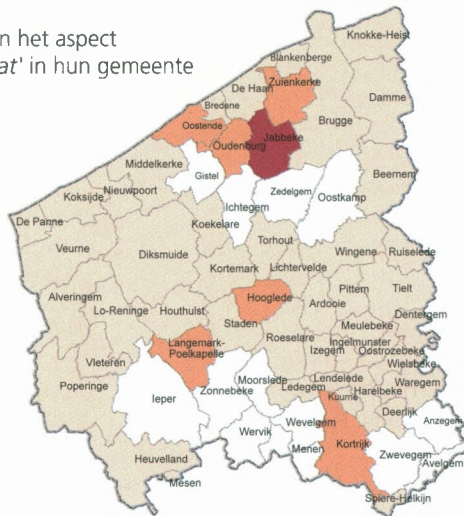 n het aspect
at' in hun gemeente
Knokke-Heist
Blankenberge
Zuienkerke
De Haan
Damme
Bredene
Brugge
Oostende
Jabbeke
Oudenburg
Beernem
Middelkerke
Gistel
Zedelgem
Oostkamp
Nieuwpoort
Koksijde
Ichtegem
De Panne
Koekelare
Torhout
Wingene
Ruiselede
Veurne
Diksmuide
Kortemark
Lichtervelde
Pittem
Tielt
Alveringem
Hooglede
Ardooie
Lo-Reninge
Houthulst
Staden
Dentergem
Meulebeke
Langemark-
Poelkapelle
Roeselare
Ingelmunster
Izegem
Oostrozebeke
Vleteren
Wielsbeke
Moorslede
Lendelede
Waregem
Poperinge
Ledegem
Harelbeke
Ieper
Zonnebeke
Kuurne
Deerlijk
Wevelgem
Anzegem
Wervik
Menen
Kortrijk
Zwevegem
Heuvelland
Avelgem
Mesen
Spiere-Helkijn